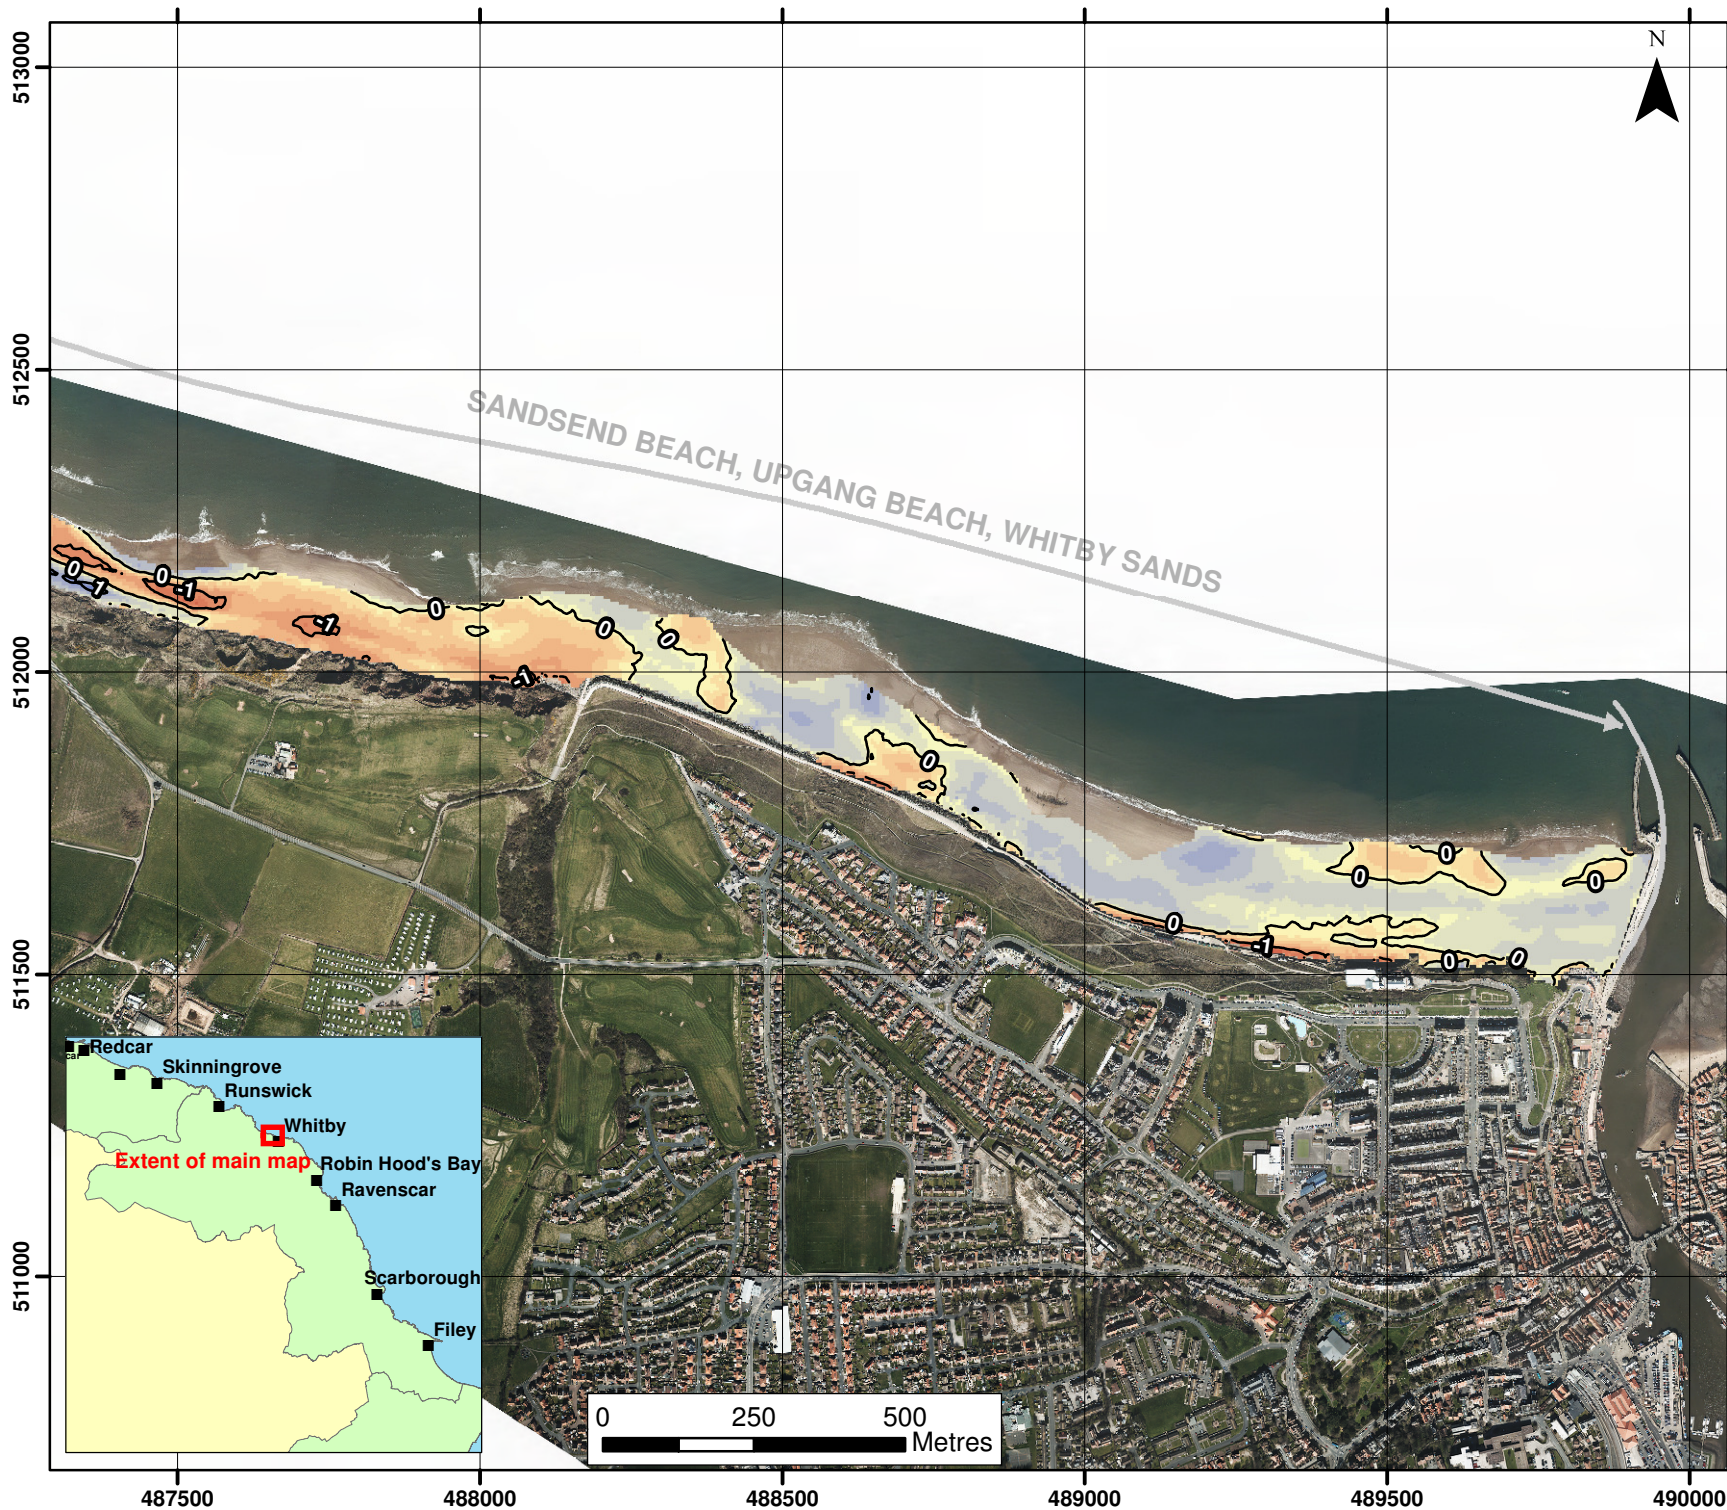 N
513000
512500
512000
511500
511000
SANDSEND BEACH, UPGANG BEACH, WHITBY SANDS
0
1
0
-1
-1
0
-1
0
0
0
0
-1
0
0
0
0
0
Redcar
car
Skinningrove
Runswick
Whitby
Extent of main map
Robin Hood's Bay
Ravenscar
Scarborough
Filey
0 250 500
Metres
487500 488000 488500 489000 489500 490000